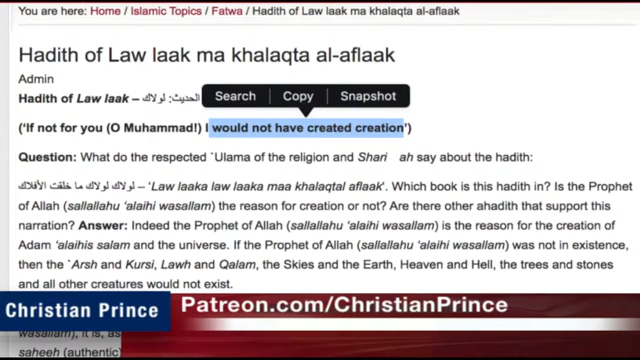 You are here: Home / Islamic Topics / Fatwa / Hadith of Law laak ma khalaqta al-aflaak
Hadith of Law laak ma khalaqta al-aflaak
Admin
Hadith of Law laak – الحديث: لولاك
Search Copy Snapshot
('If not for you (O Muhammad!) I would not have created creation')
Question: What do the respected `Ulama of the religion and Shari ah say about the hadith:
لولاك لولاك ما خلقت الأفلاك – 'Law laaka law laaka maa khalaqtal aflaak'. Which book is this hadith in? Is the Prophet
of Allah (sallallahu 'alaihi wasallam) the reason for creation or not? Are there other ahadith that support this
narration? Answer: Indeed the Prophet of Allah (sallallahu 'alaihi wasallam) is the reason for the creation of
Adam 'alaihis salam and the universe. If the Prophet of Allah (sallallahu 'alaihi wasallam) was not in existence,
then the `Arsh and Kursi, Lawh and Qalam, the Skies and the Earth, Heaven and Hell, the trees and stones
and all other creatures would not exist.
Christian Prince
Patreon.com/ChristianPrince
saheeh (authentic)